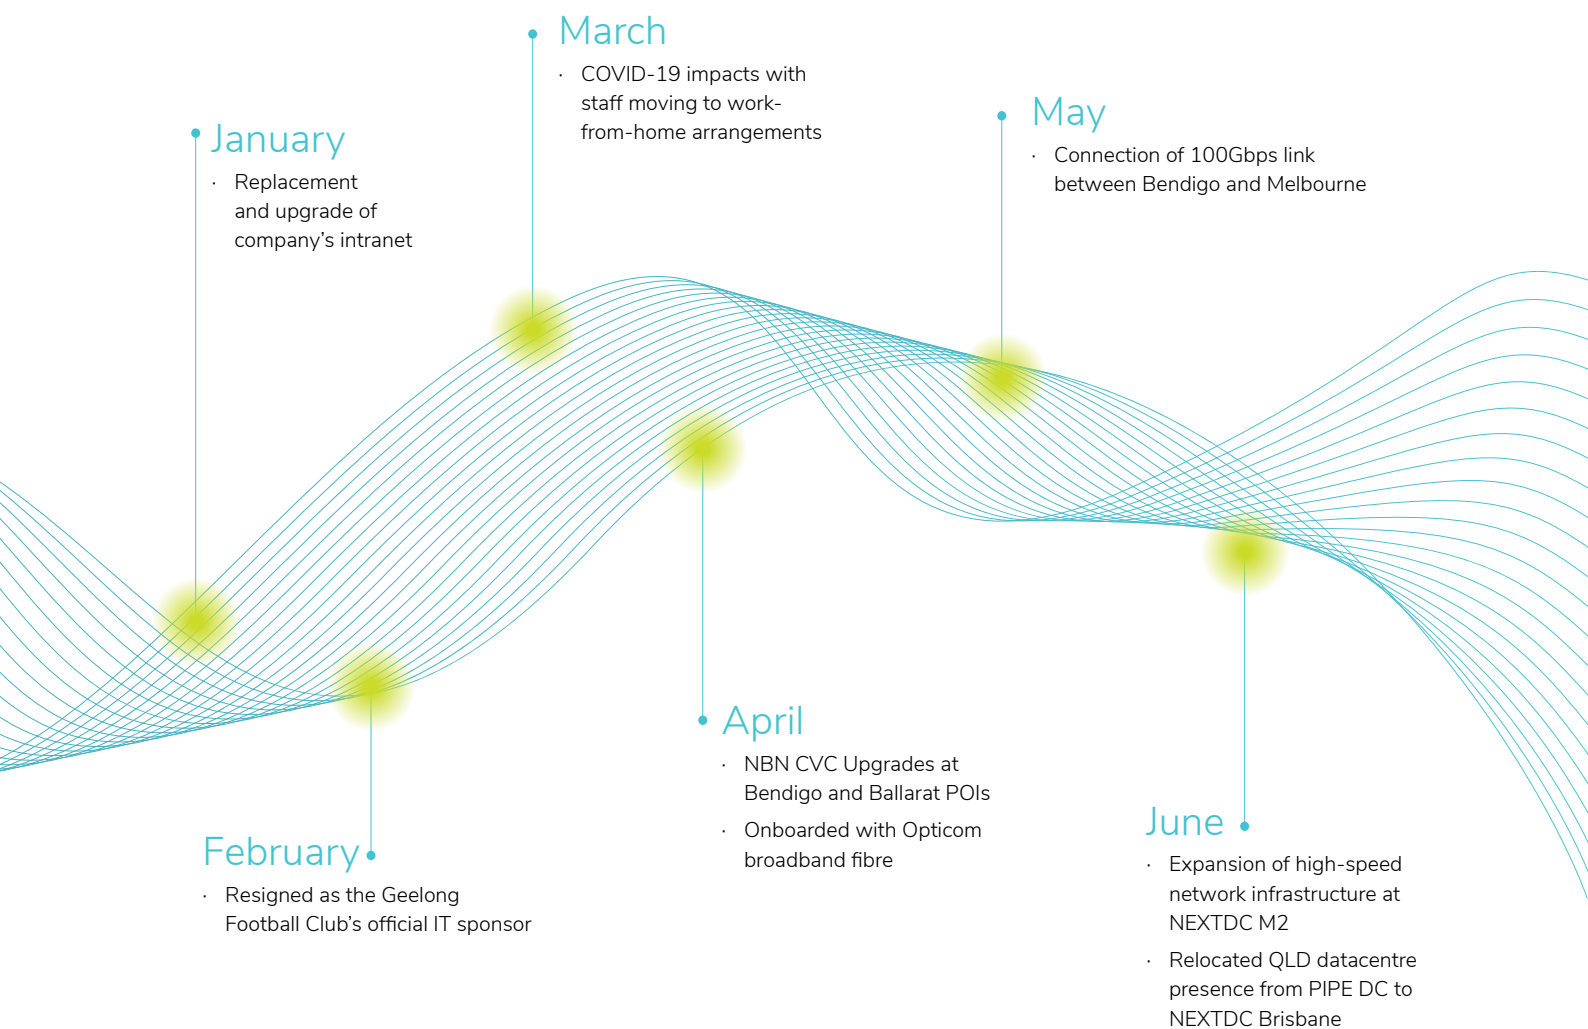 January
· Replacement
and upgrade of
company’s intranet
February
· Resigned as the Geelong
Football Club’s official IT sponsor
March
· COVID-19 impacts with
staff moving to work-
from-home arrangements
April
· NBN CVC Upgrades at
Bendigo and Ballarat POIs
· Onboarded with Opticom
broadband fibre
May
· Connection of 100Gbps link
between Bendigo and Melbourne
June
· Expansion of high-speed
network infrastructure at
NEXTDC M2
· Relocated QLD datacentre
presence from PIPE DC to
NEXTDC Brisbane